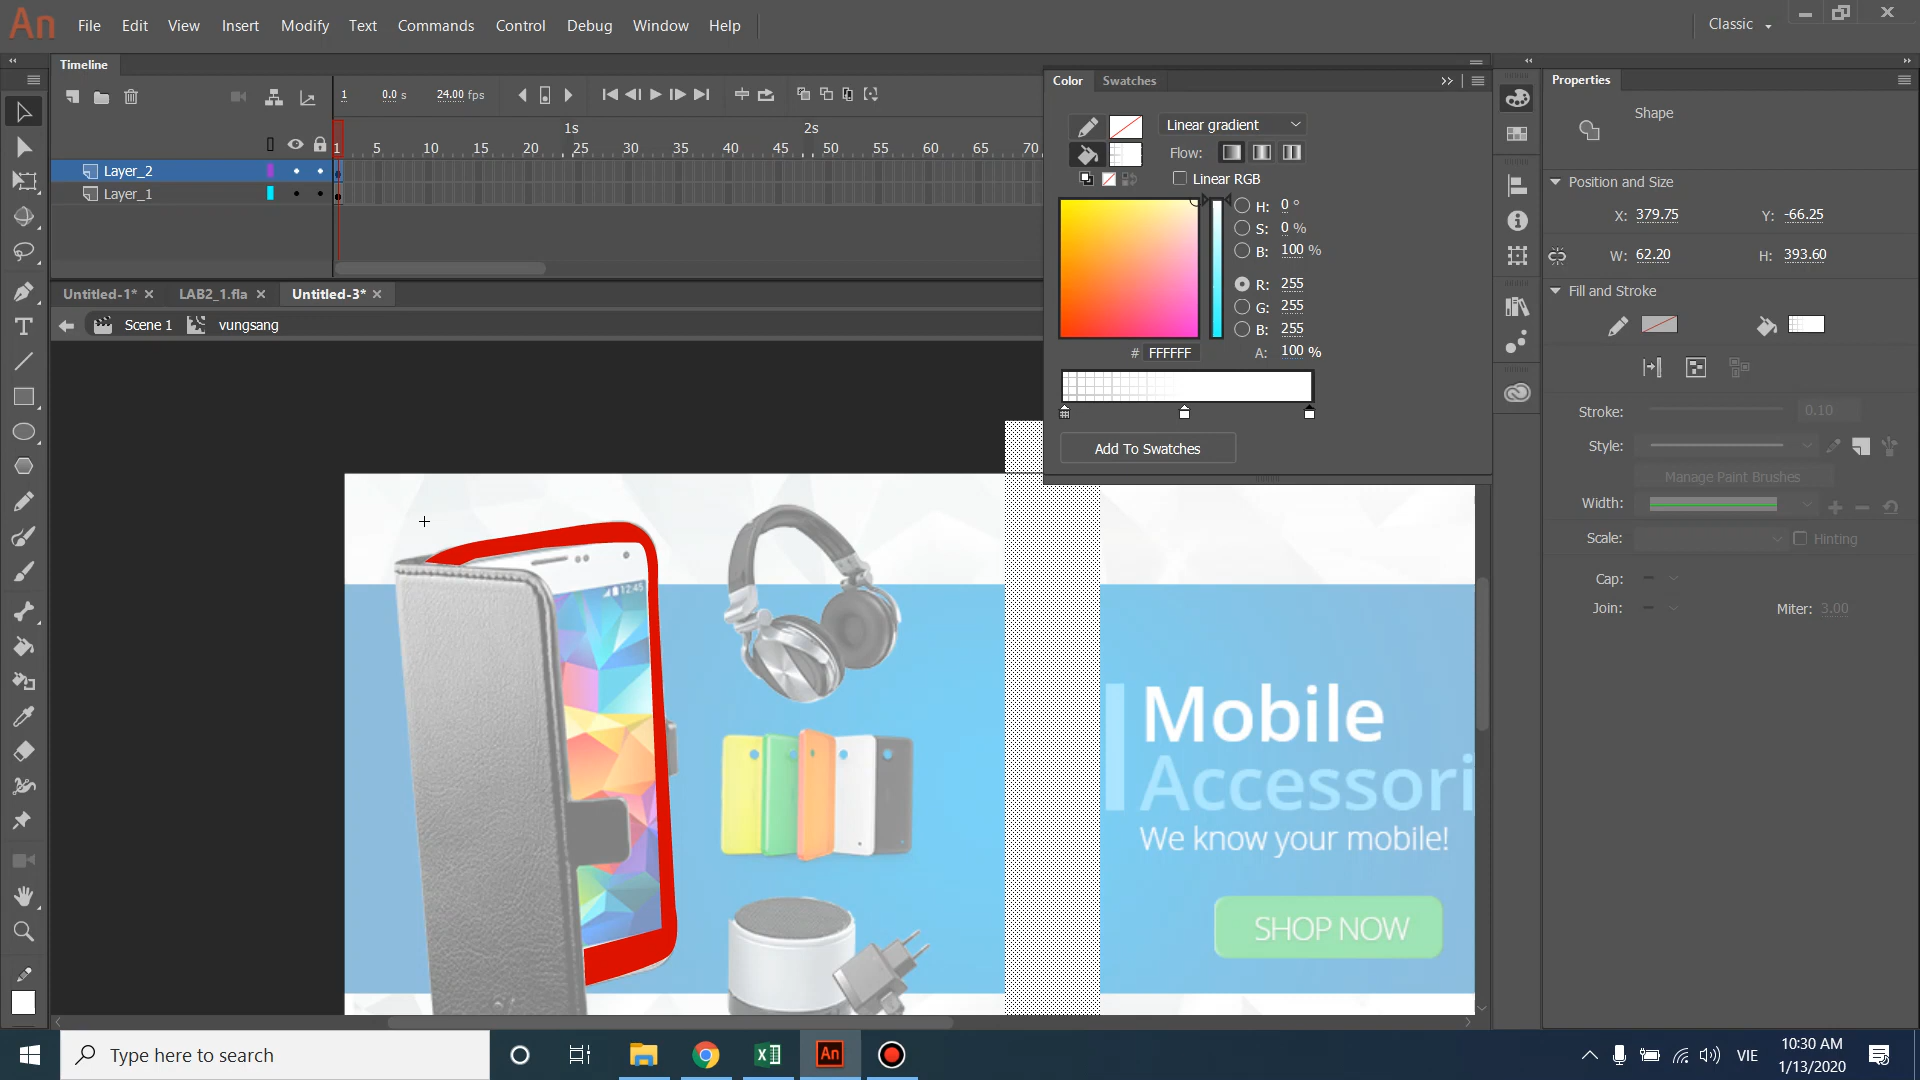 An File Edit View Insert Modify Text Commands Control Debug Window Help Classic
Timeline
1 0.0 s 24.00 fps
1s 2s
1 5 10 15 20 25 30 35 40 45 50 55 60 65 70
Layer_2
Layer_1
Untitled-1* LAB2_1.fla Untitled-3*
Scene 1 vungsang
Color Swatches
Linear gradient
Flow:
Linear RGB
H: 0 °
S: 0 %
B: 100 %
R: 255
G: 255
B: 255
# FFFFFF A: 100 %
Add To Swatches
Properties
Shape
Position and Size
X: 379.75 Y: -66.25
W: 62.20 H: 393.60
Fill and Stroke
Stroke: 0.10
Style:
Manage Paint Brushes
Width:
Scale: Hinting
Cap:
Join: Miter: 3.00
12:45
Mobile
Accessori
We know your mobile!
SHOP NOW
Type here to search
An
VIE
10:30 AM
1/13/2020